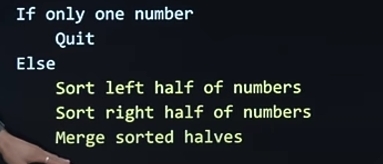 If only one number
Quit
Else
Sort left half of numbers
Sort right half of numbers
Merge sorted halves